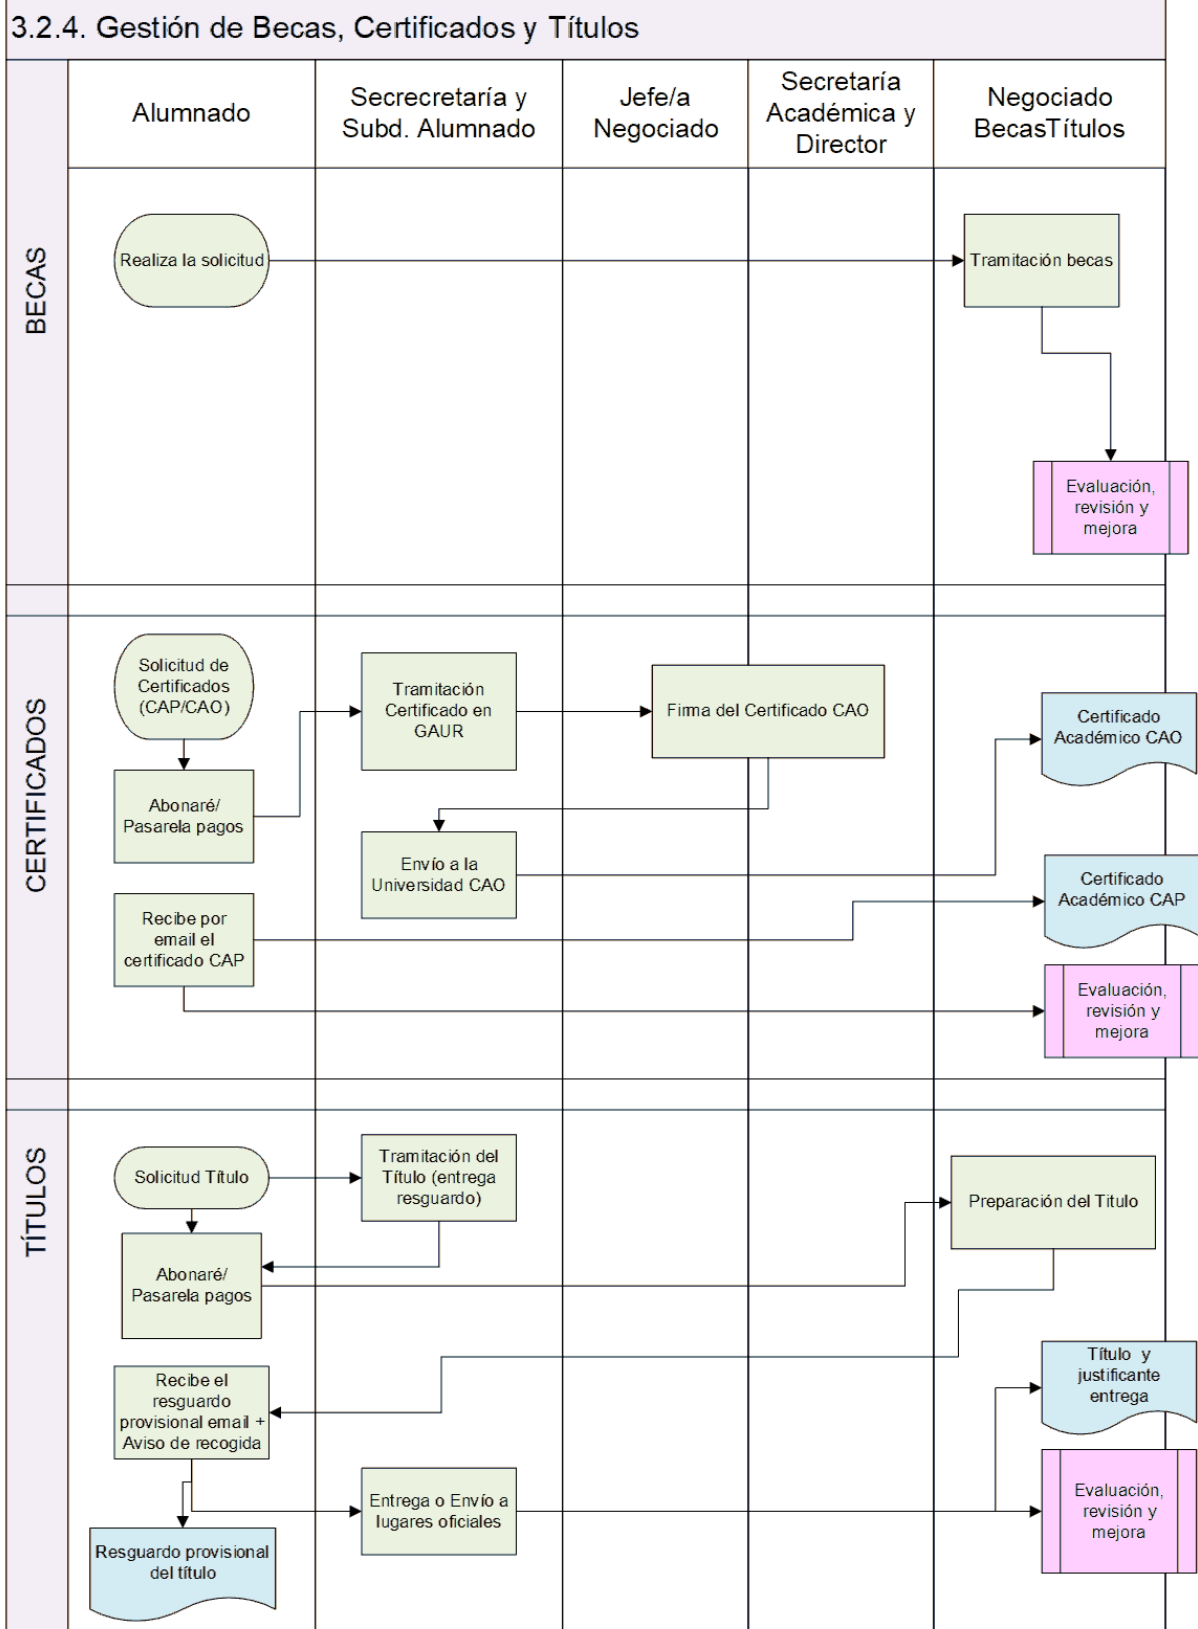 3.2.4. Gestión de Becas, Certificados y Títulos
Alumnado
Secrecretaría y
Subd. Alumnado
Jefe/a
Negociado
Secretaría
Académica y
Director
Negociado
BecasTítulos
BECAS
Realiza la solicitud
Tramitación becas
Evaluación,
revisión y
mejora
CERTIFICADOS
Solicitud de
Certificados
(CAP/CAO)
Tramitación
Certificado en
GAUR
Firma del Certificado CAO
Certificado
Académico CAO
Abonaré/
Pasarela pagos
Envío a la
Universidad CAO
Certificado
Académico CAP
Recibe por
email el
certificado CAP
Evaluación,
revisión y
mejora
TÍTULOS
Solicitud Título
Tramitación del
Título (entrega
resguardo)
Preparación del Titulo
Abonaré/
Pasarela pagos
Recibe el
resguardo
provisional email +
Aviso de recogida
Título y
justificante
entrega
Entrega o Envío a
lugares oficiales
Evaluación,
revisión y
mejora
Resguardo provisional
del título